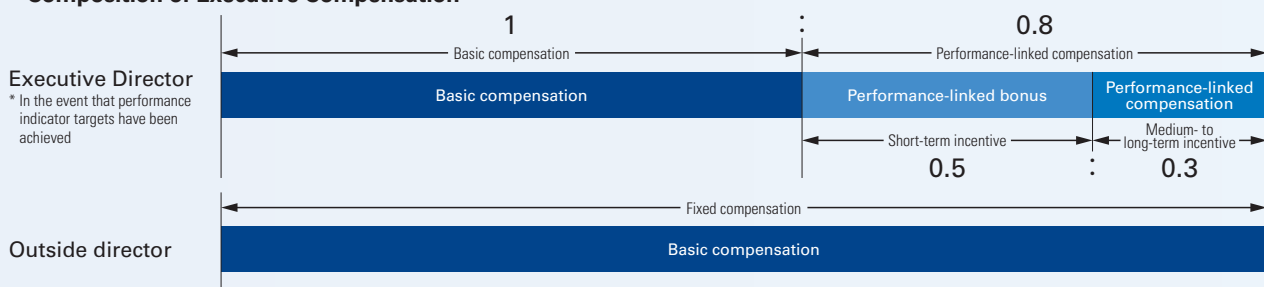 Composition of Executive Compensation
1 : 0.8
Basic compensation
Performance-linked compensation
Executive Director
* In the event that performance
indicator targets have been
achieved
Basic compensation
Performance-linked bonus
Performance-linked
compensation
Short-term incentive
Medium- to
long-term incentive
0.5 : 0.3
Fixed compensation
Outside director
Basic compensation